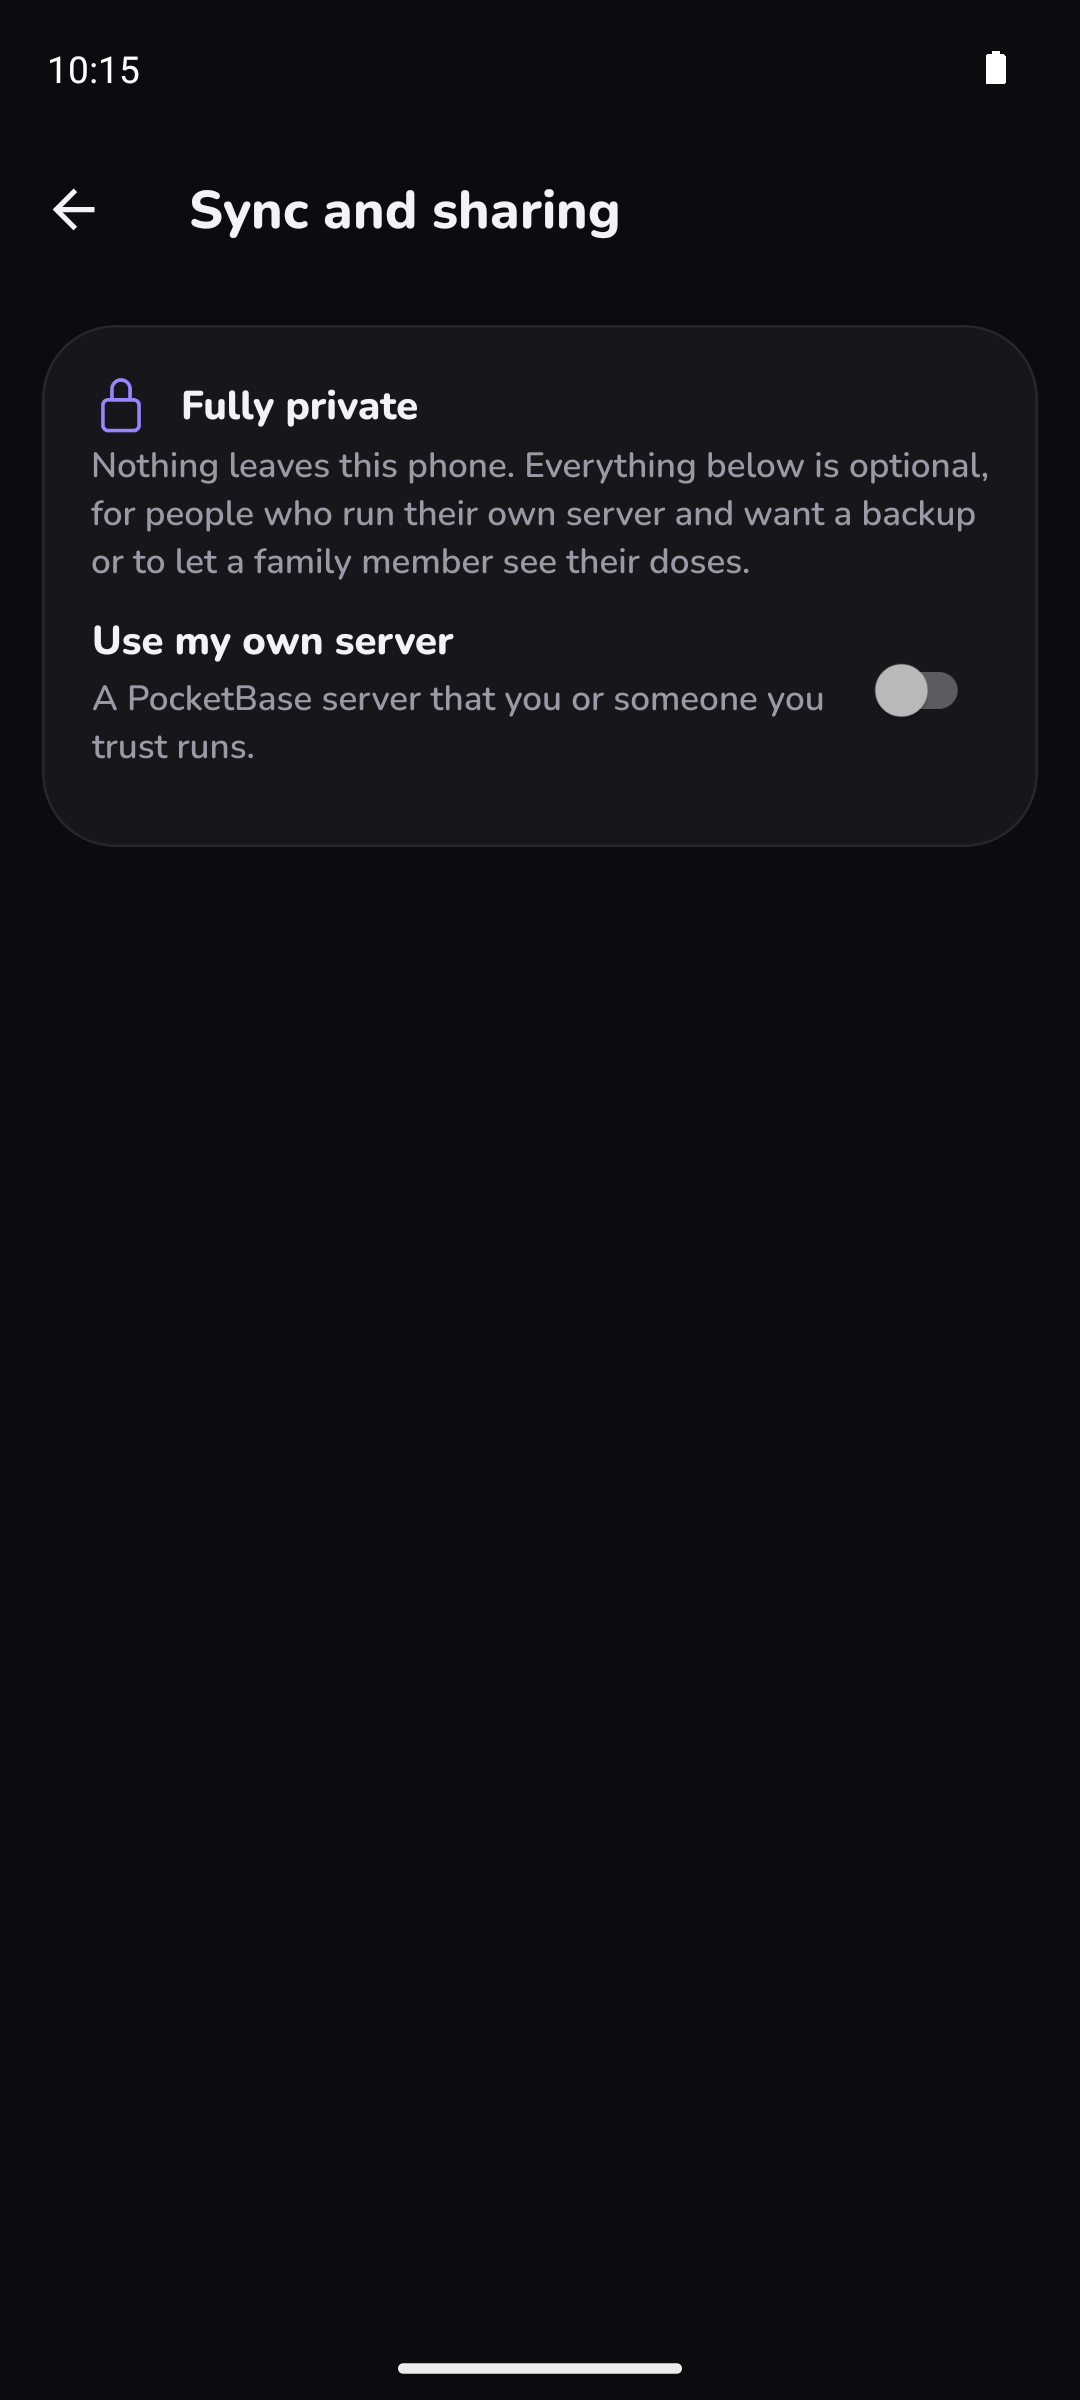 10:15
Sync and sharing
Fully private
Nothing leaves this phone. Everything below is optional,
for people who run their own server and want a backup
or to let a family member see their doses.
Use my own server
A PocketBase server that you or someone you
trust runs.